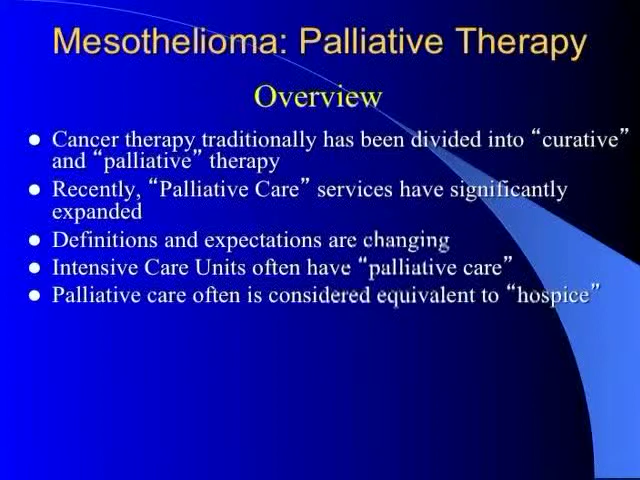 Mesothelioma: Palliative Therapy
Overview
● Cancer therapy traditionally has been divided into “curative”
and “palliative” therapy
● Recently, “Palliative Care” services have significantly
expanded
● Definitions and expectations are changing
● Intensive Care Units often have “palliative care”
● Palliative care often is considered equivalent to “hospice”